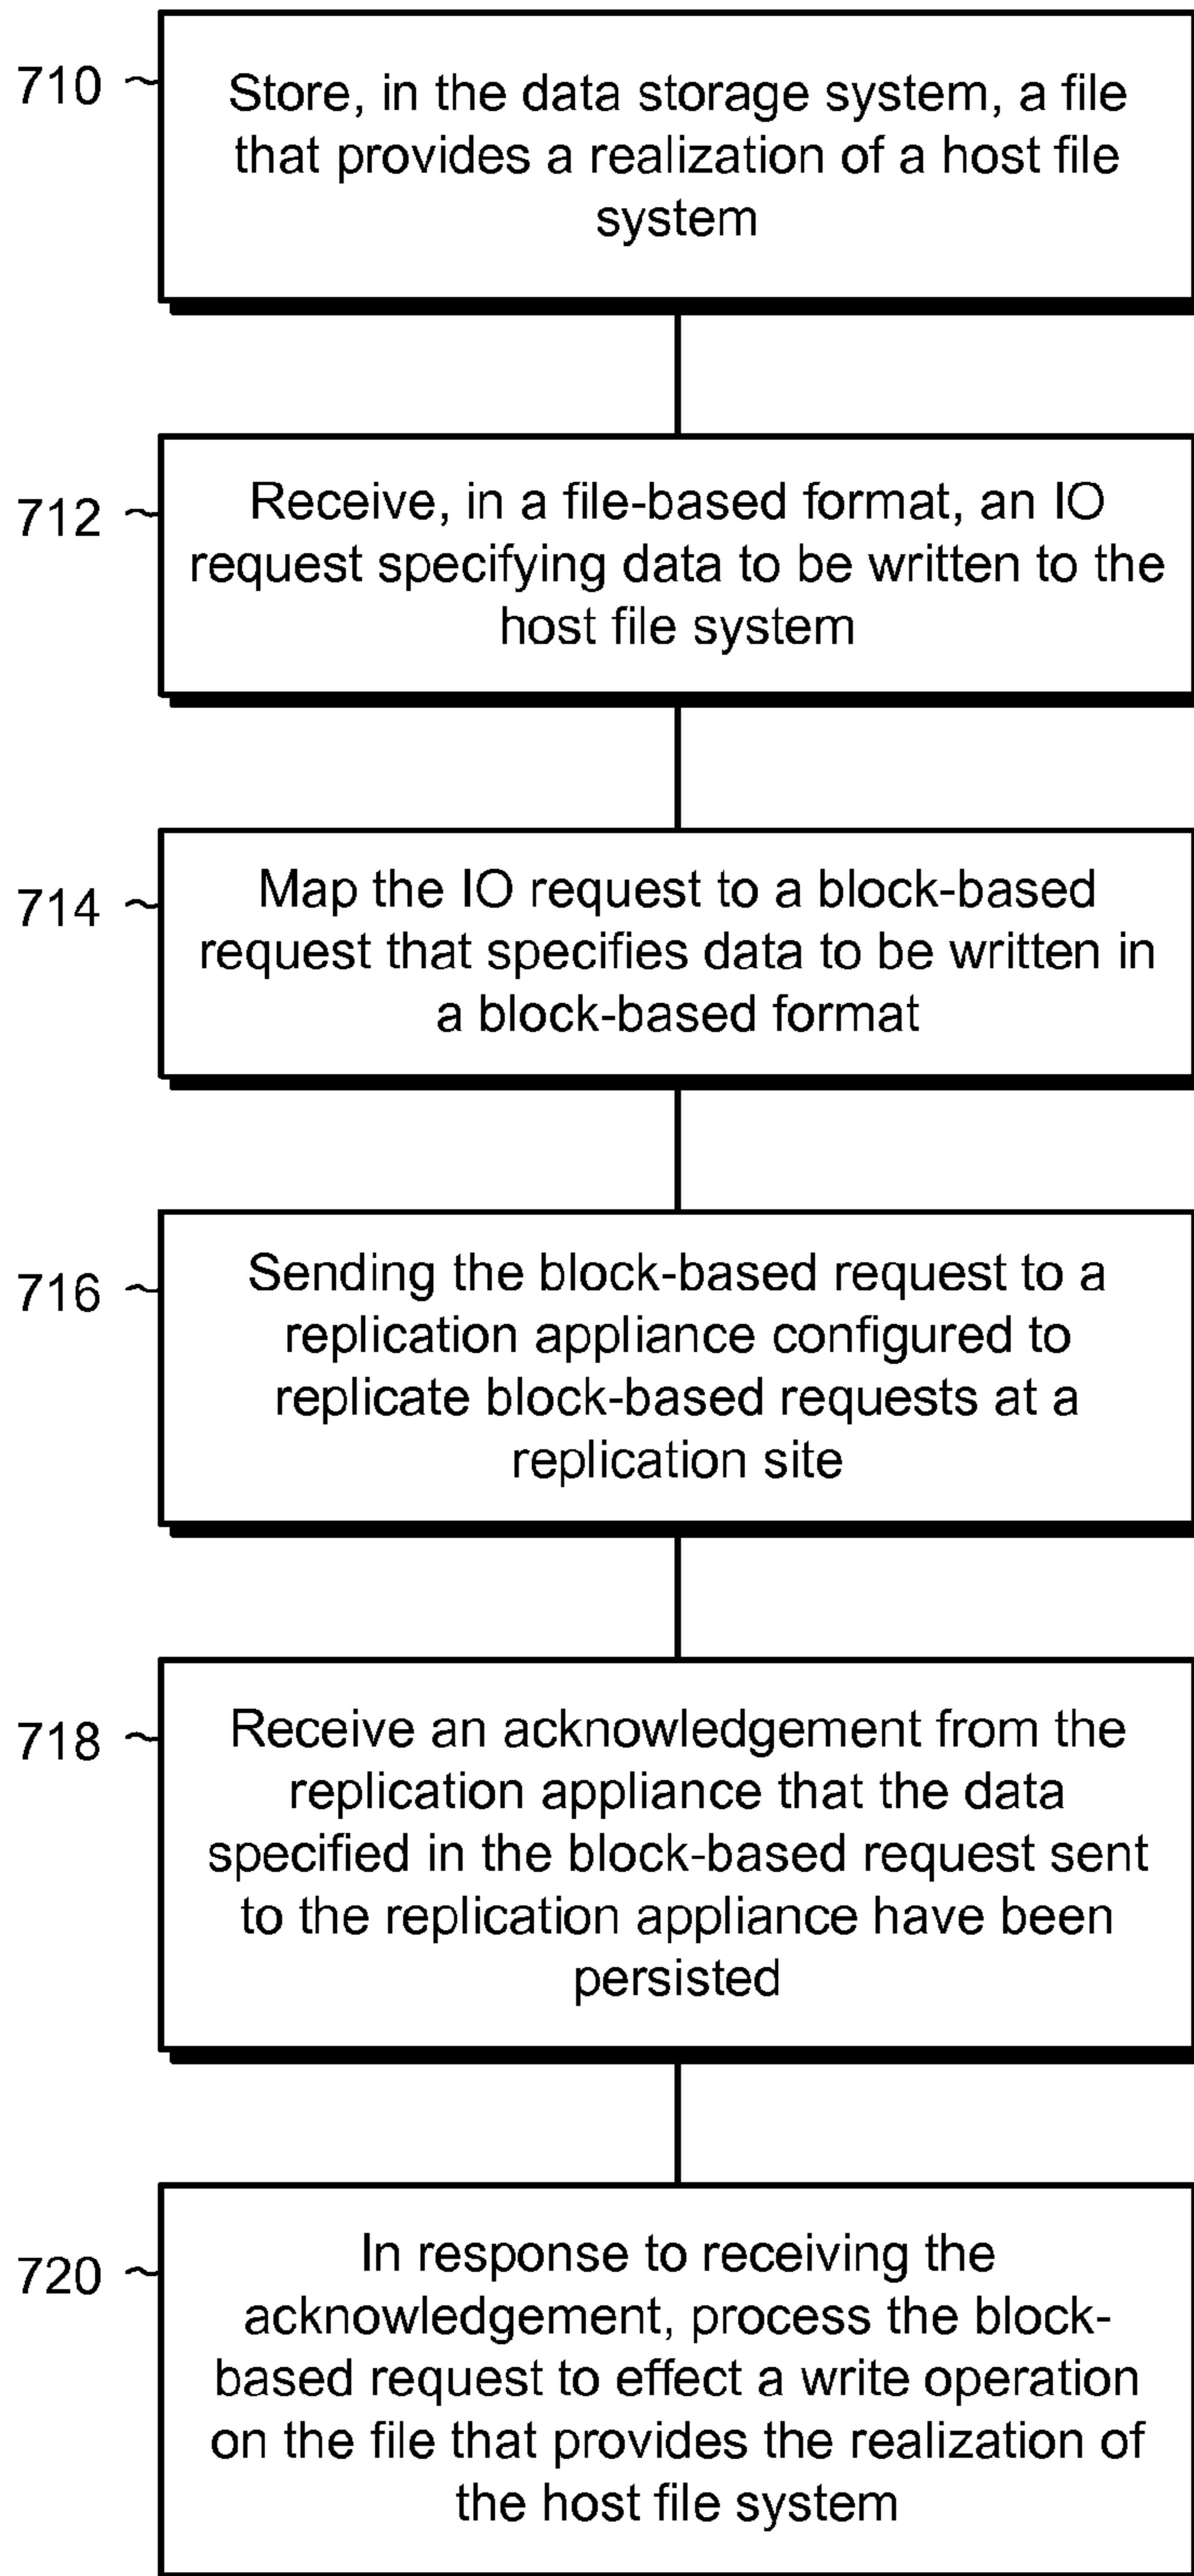 710
Store, in the data storage system, a file
that provides a realization of a host file
system
712
Receive, in a file-based format, an IO
request specifying data to be written to the
host file system
714
Map the IO request to a block-based
request that specifies data to be written in
a block-based format
716
Sending the block-based request to a
replication appliance configured to
replicate block-based requests at a
replication site
718
Receive an acknowledgement from the
replication appliance that the data
specified in the block-based request sent
to the replication appliance have been
persisted
720
In response to receiving the
acknowledgement, process the block-
based request to effect a write operation
on the file that provides the realization of
the host file system